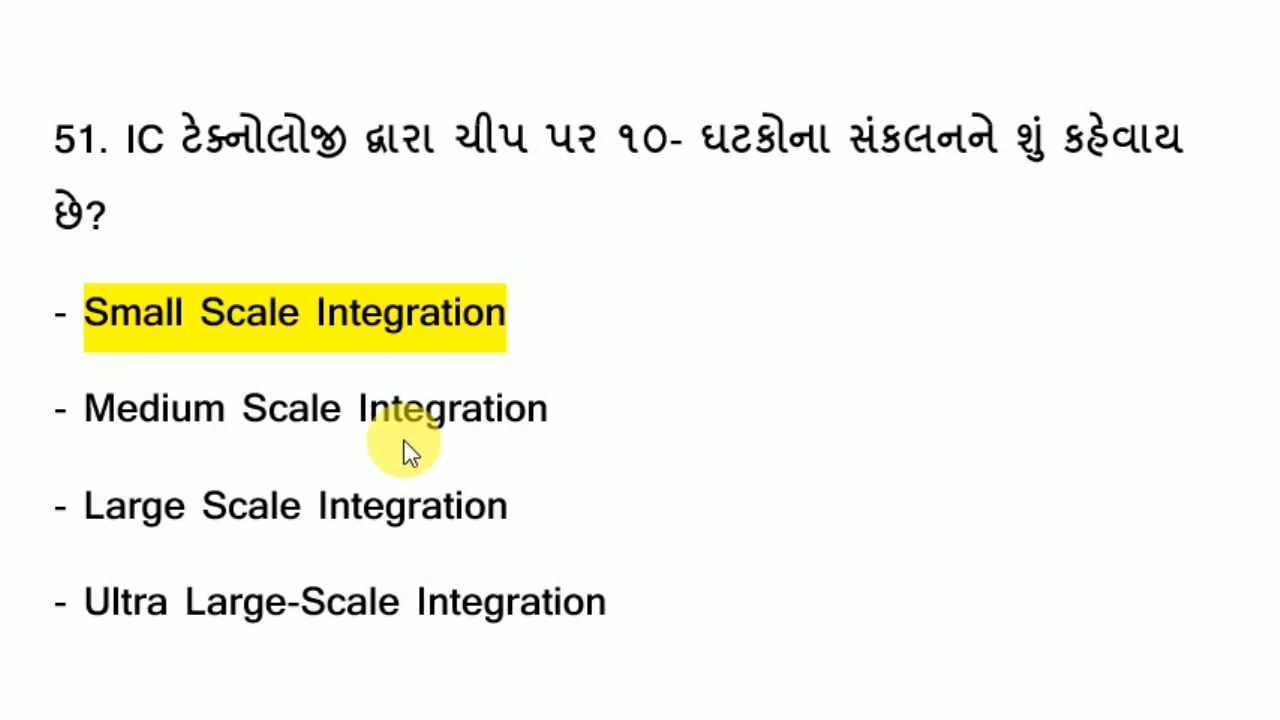 51. IC ટેક્નોલોજી દ્વારા ચીપ પર ૧૦- ઘટકોના સંકલનને શું કહેવાય
છે?
- Small Scale Integration
- Medium Scale Integration
- Large Scale Integration
- Ultra Large-Scale Integration